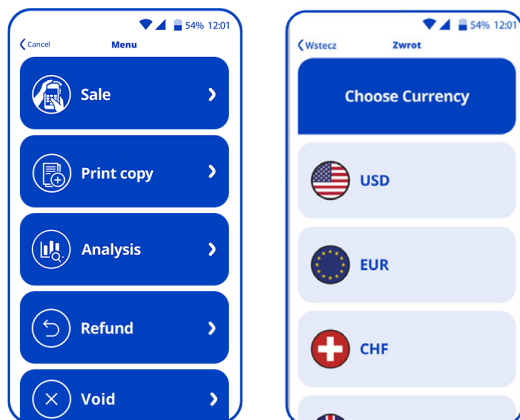 54% 12:01
Cancel Menu
Sale
Print copy
Analysis
Refund
Void
54% 12:01
Wstecz Zwrot
Choose Currency
USD
EUR
CHF